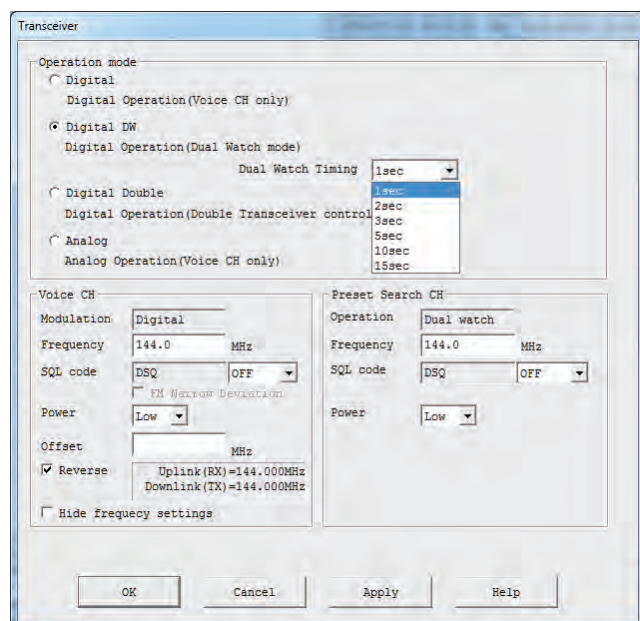 Transceiver
Operation mode
Digital
Digital Operation(Voice CH only)
Digital DW
Digital Operation(Dual Watch mode)
Dual Watch Timing 1sec
1sec
2sec
3sec
5sec
10sec
15sec
Digital Double
Digital Operation(Double Transceiver control
Analog
Analog Operation(Voice CH only)
Voice CH
Modulation Digital
Frequency 144.0 MHz
SQL code DSQ OFF
FM Narrow Deviation
Power Low
Offset MHz
Reverse Uplink(RX)=144.000MHz
Downlink(TX)=144.000MHz
Hide frequecy settings
Preset Search CH
Operation Dual watch
Frequency 144.0 MHz
SQL code DSQ OFF
Power Low
OK Cancel Apply Help